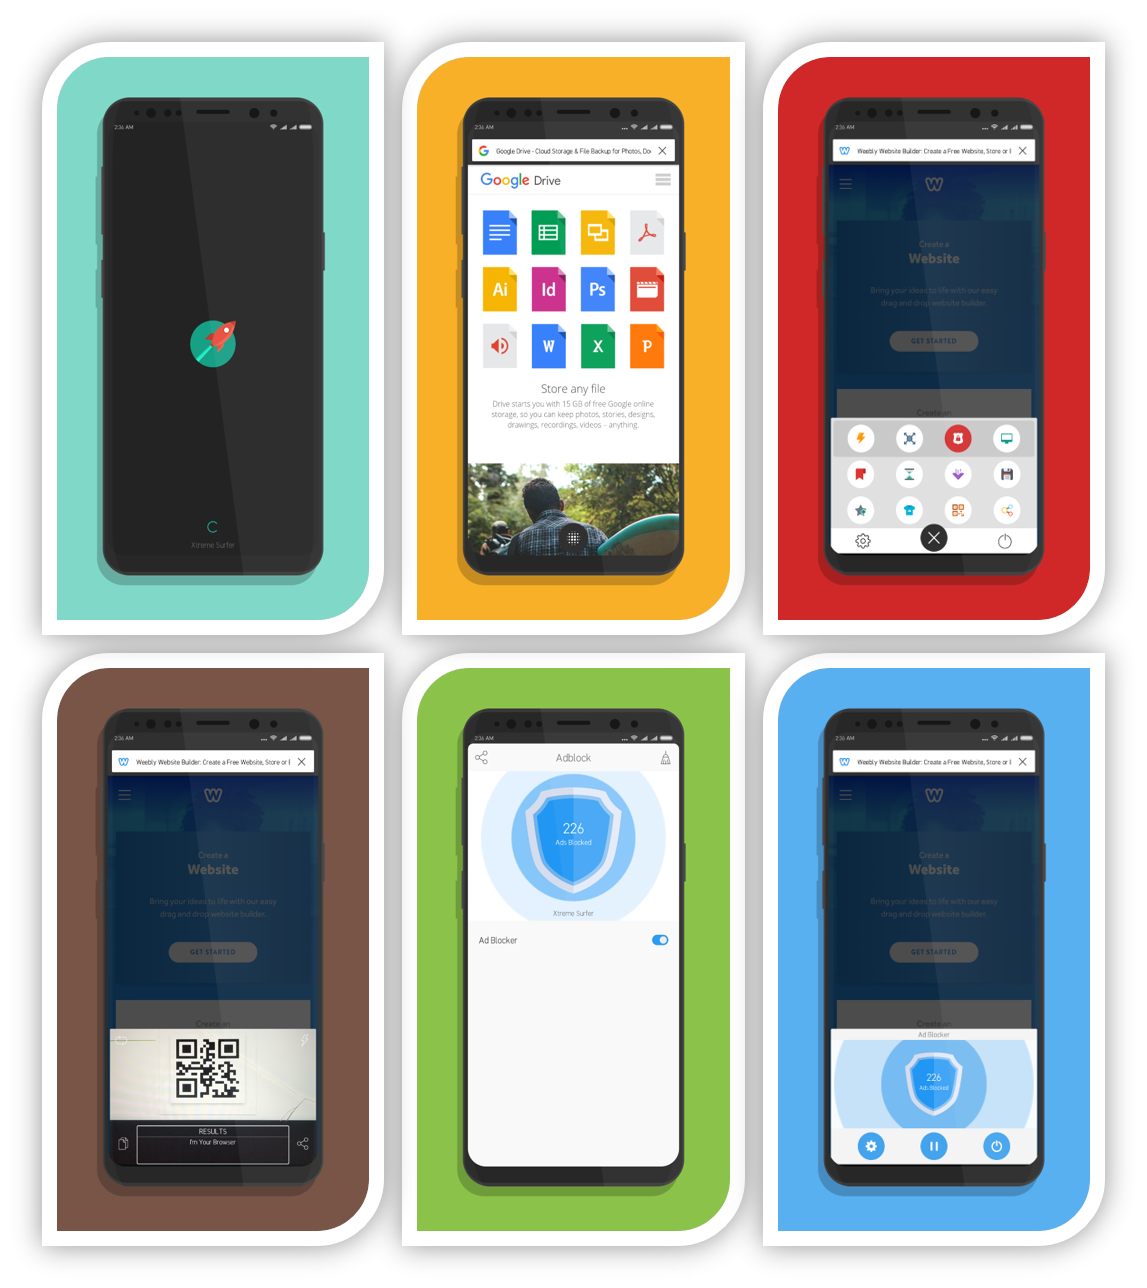 2:36 AM
Xtreme Surfer
2:36 AM
Google Drive - Cloud Storage & File Backup for Photos, Do
Google Drive
Ai
Id
Ps
W
X
P
Store any file
Drive starts you with 15 GB of free Google online
storage, so you can keep photos, stories, designs,
drawings, recordings, videos – anything.
2:36 AM
Weebly Website Builder: Create a Free Website, Store or
Create a
Website
Bring your ideas to life with our easy
drag and drop website builder.
GET STARTED
Create an
2:36 AM
Weebly Website Builder: Create a Free Website, Store or
Create a
Website
Bring your ideas to life with our easy
drag and drop website builder.
GET STARTED
Create an
RESULTS
I'm Your Browser
2:36 AM
Adblock
226
Ads Blocked
Xtreme Surfer
Ad Blocker
2:36 AM
Weebly Website Builder: Create a Free Website, Store or
Create a
Website
Bring your ideas to life with our easy
drag and drop website builder.
GET STARTED
Create an
Ad Blocker
226
Ads Blocked